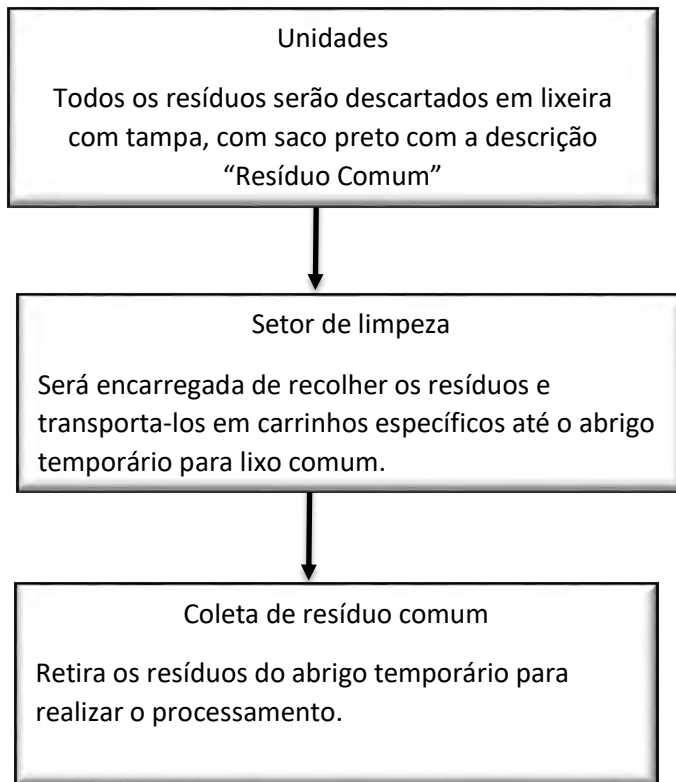 Unidades
Todos os resíduos serão descartados em lixeira
com tampa, com saco preto com a descrição
“Resíduo Comum”
Setor de limpeza
Será encarregada de recolher os resíduos e
transporta-los em carrinhos específicos até o abrigo
temporário para lixo comum.
Coleta de resíduo comum
Retira os resíduos do abrigo temporário para
realizar o processamento.